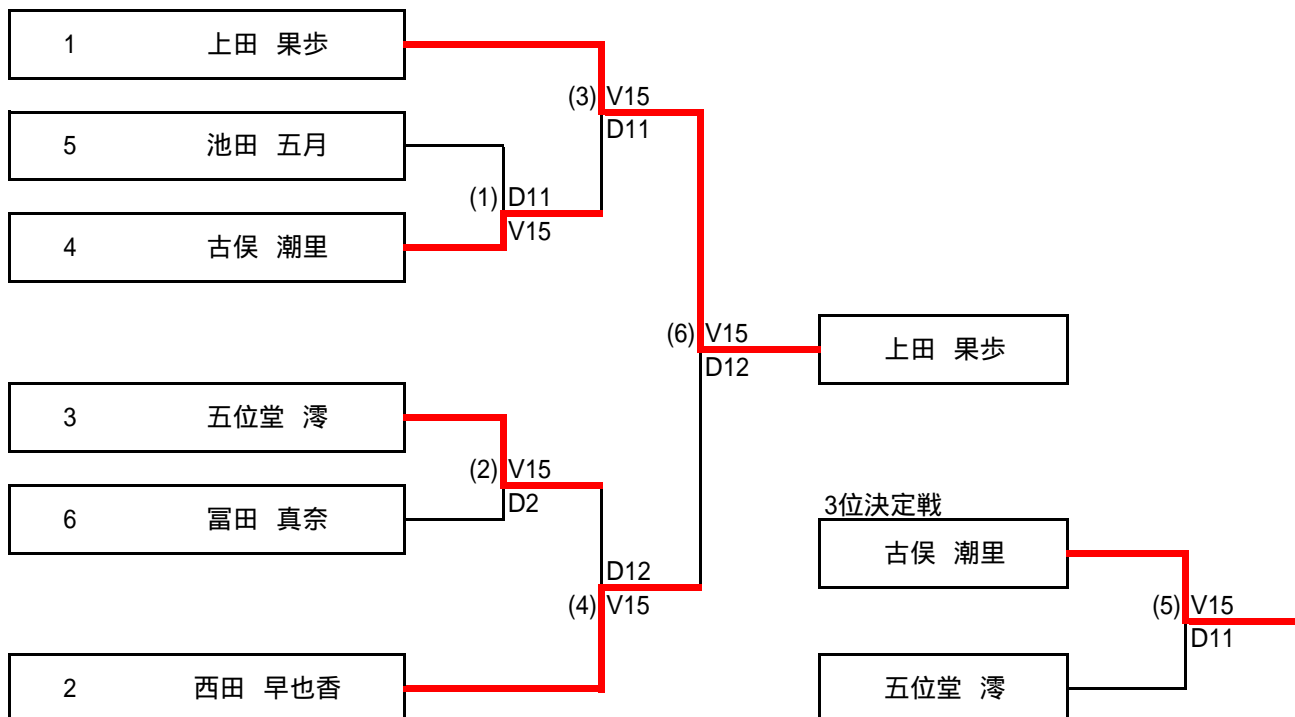 1 上田 果歩
(3) V15
D11
5 池田 五月
(1) D11
V15
4 古俣 潮里
(6) V15
D12
上田 果歩
3 五位堂 澪
(2) V15
D2
6 冨田 真奈
D12
(4) V15
2 西田 早也香
3位決定戦
古俣 潮里
(5) V15
D11
五位堂 澪